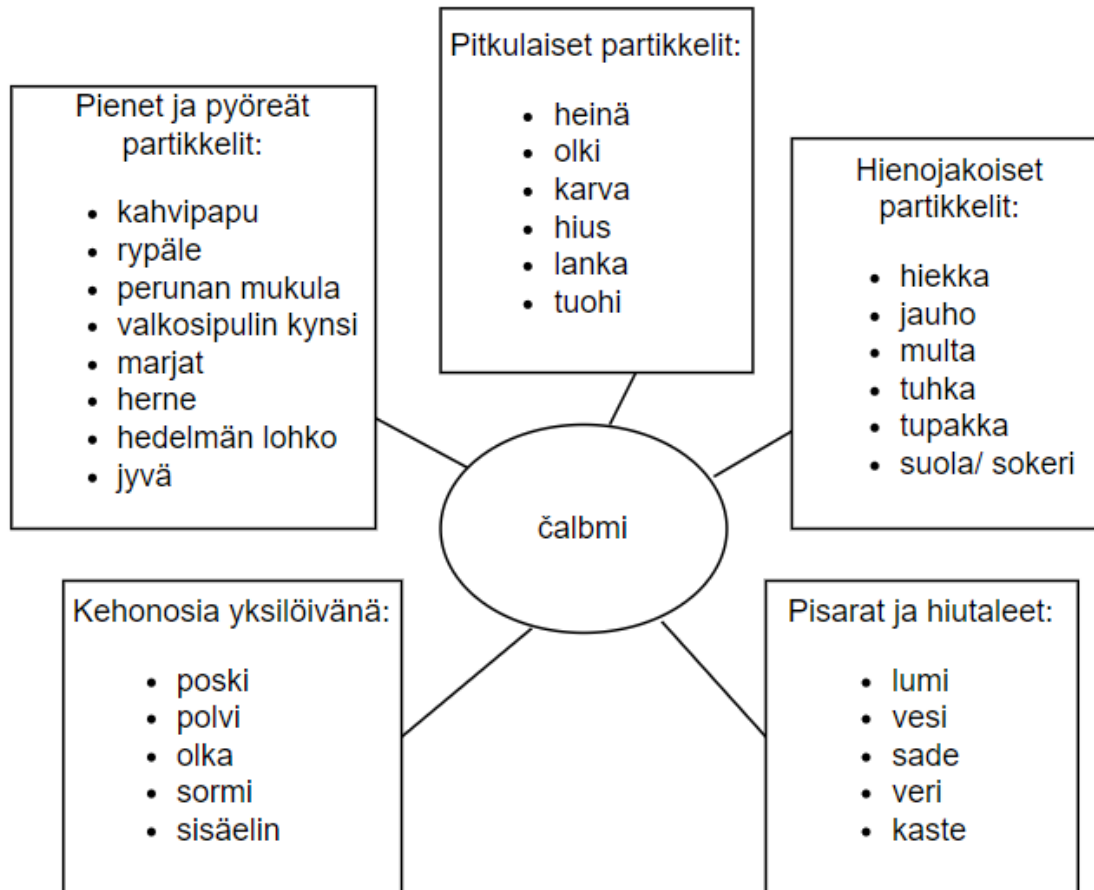 Pitkulaiset partikkelit:
• heinä
• olki
• karva
• hius
• lanka
• tuohi
Pienet ja pyöreät
partikkelit:
• kahvipapu
• rypäle
• perunan mukula
• valkosipulin kynsi
• marjat
• herne
• hedelmän lohko
• jyvä
Hienojakoiset
partikkelit:
• hiekka
• jauho
• multa
• tuhka
• tupakka
• suola/ sokeri
čalbmi
Kehonosia yksilöivänä:
• poski
• polvi
• olka
• sormi
• sisäelin
Pisarat ja hiutaleet:
• lumi
• vesi
• sade
• veri
• kaste